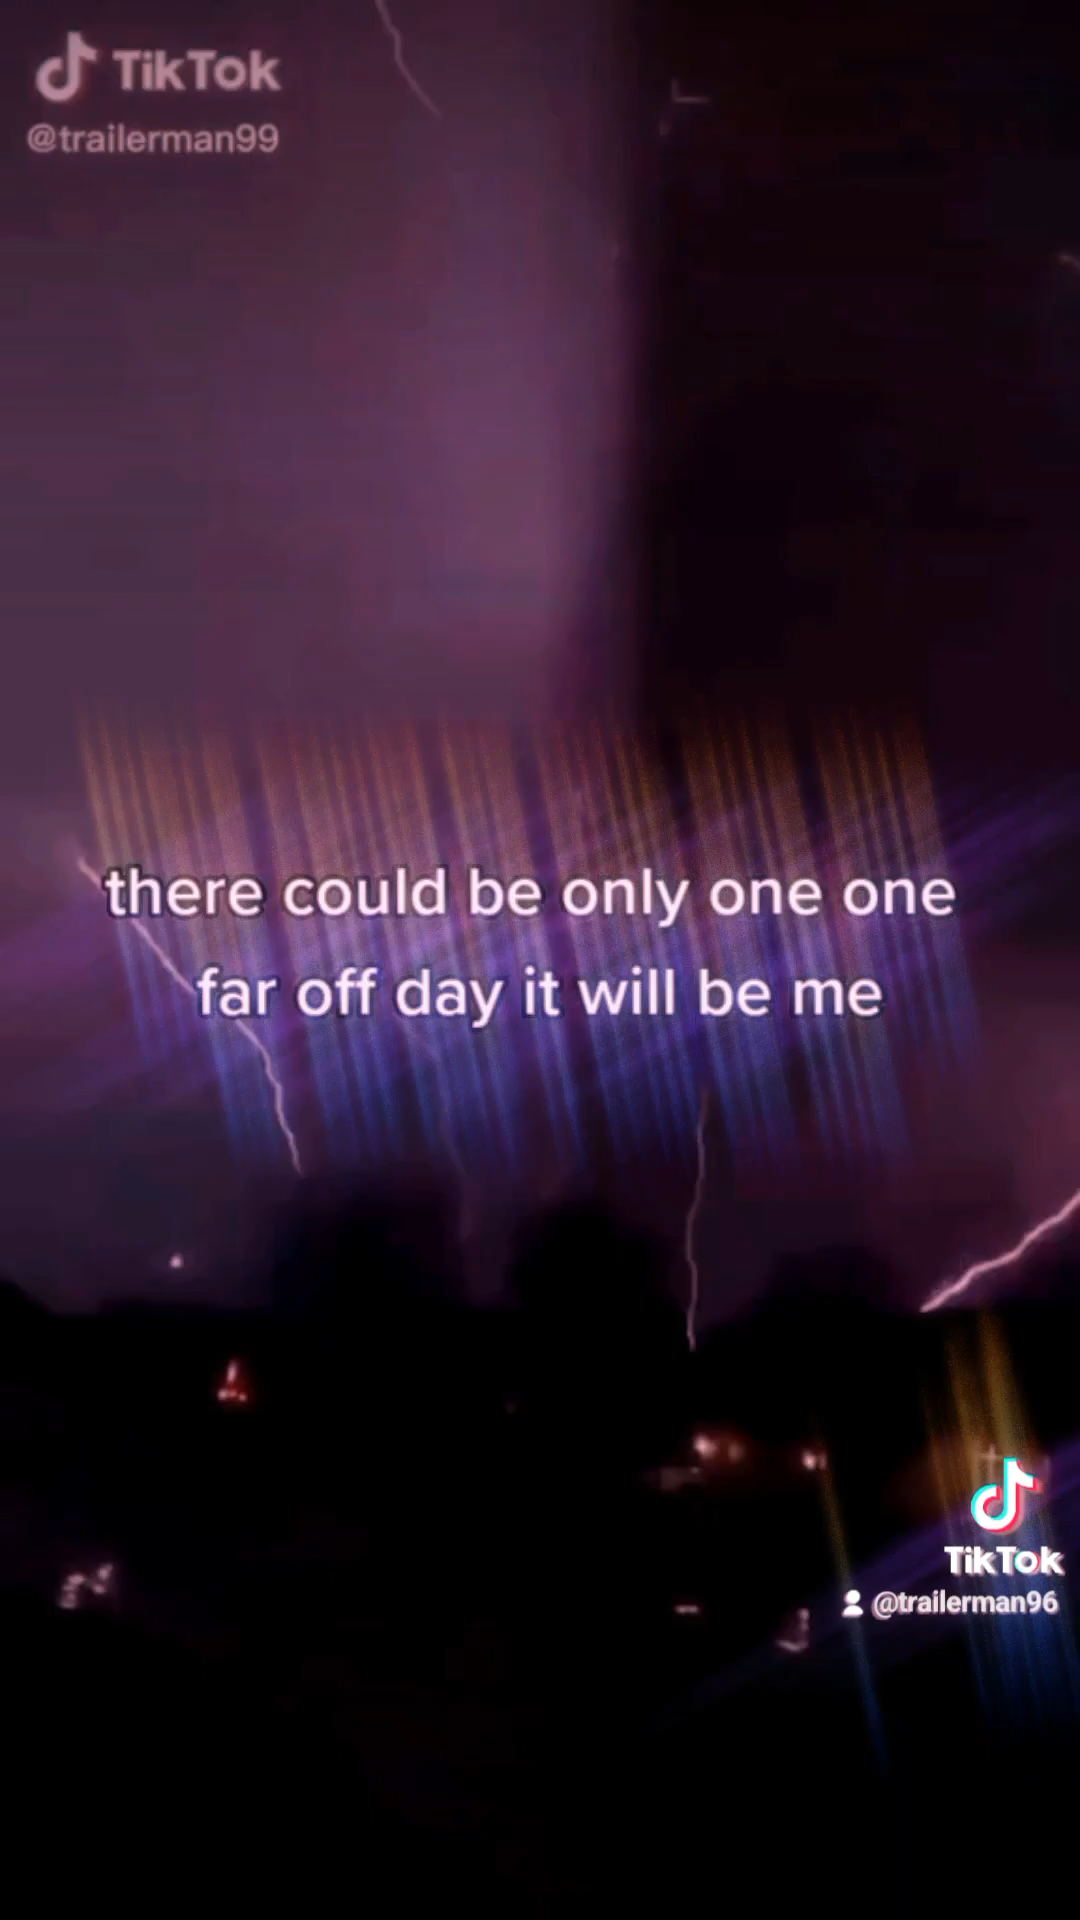 TikTok
@trailerman99
there could be only one one
far off day it will be me
TikTok
@trailerman96